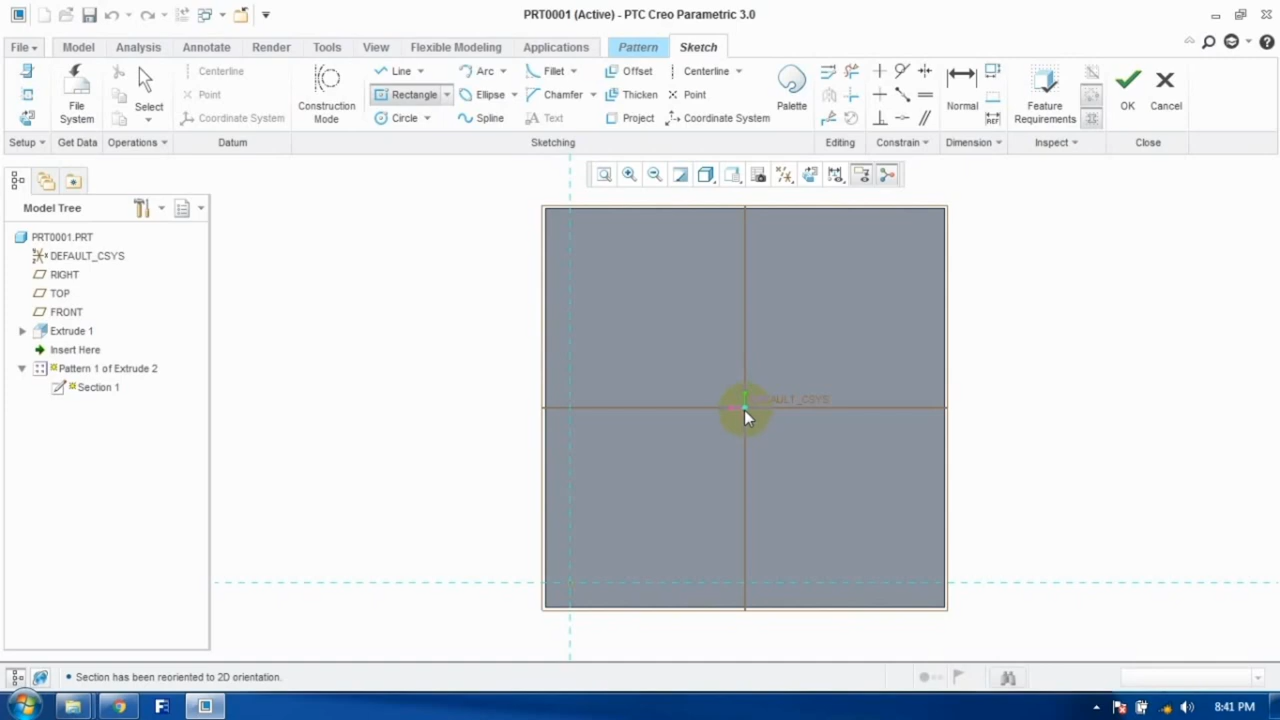 PRT0001 (Active) - PTC Creo Parametric 3.0
File Model Analysis Annotate Render Tools View Flexible Modeling Applications Pattern Sketch
Centerline Line Arc Fillet Offset Centerline
Point Rectangle Ellipse Chamfer Thicken Point
Coordinate System Circle Spline Text Project Coordinate System
File System Select Construction Mode Palette Normal Feature Requirements OK Cancel
Setup Get Data Operations Datum Sketching Editing Constrain Dimension Inspect Close
REF
Model Tree
PRT0001.PRT
DEFAULT_CSYS
RIGHT
TOP
FRONT
Extrude 1
Insert Here
Pattern 1 of Extrude 2
Section 1
Section has been reoriented to 2D orientation.
8:41 PM